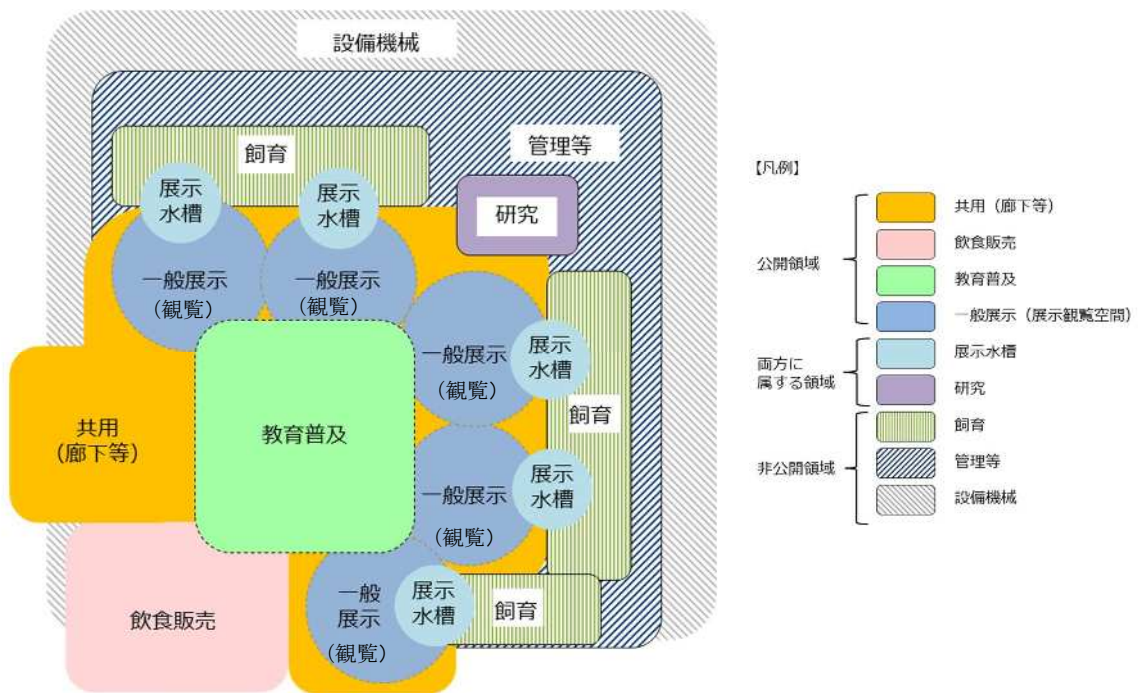 設備機械
管理等
飼育
展示
水槽
展示
水槽
研究
一般展示
(観覧)
一般展示
(観覧)
一般展示
(観覧)
展示
水槽
飼育
共用
(廊下等)
教育普及
一般展示
(観覧)
展示
水槽
飲食販売
一般
展示
(観覧)
展示
水槽
飼育
【凡例】
公開領域
共用(廊下等)
飲食販売
教育普及
一般展示(展示観覧空間)
両方に
属する領域
展示水槽
研究
非公開領域
飼育
管理等
設備機械